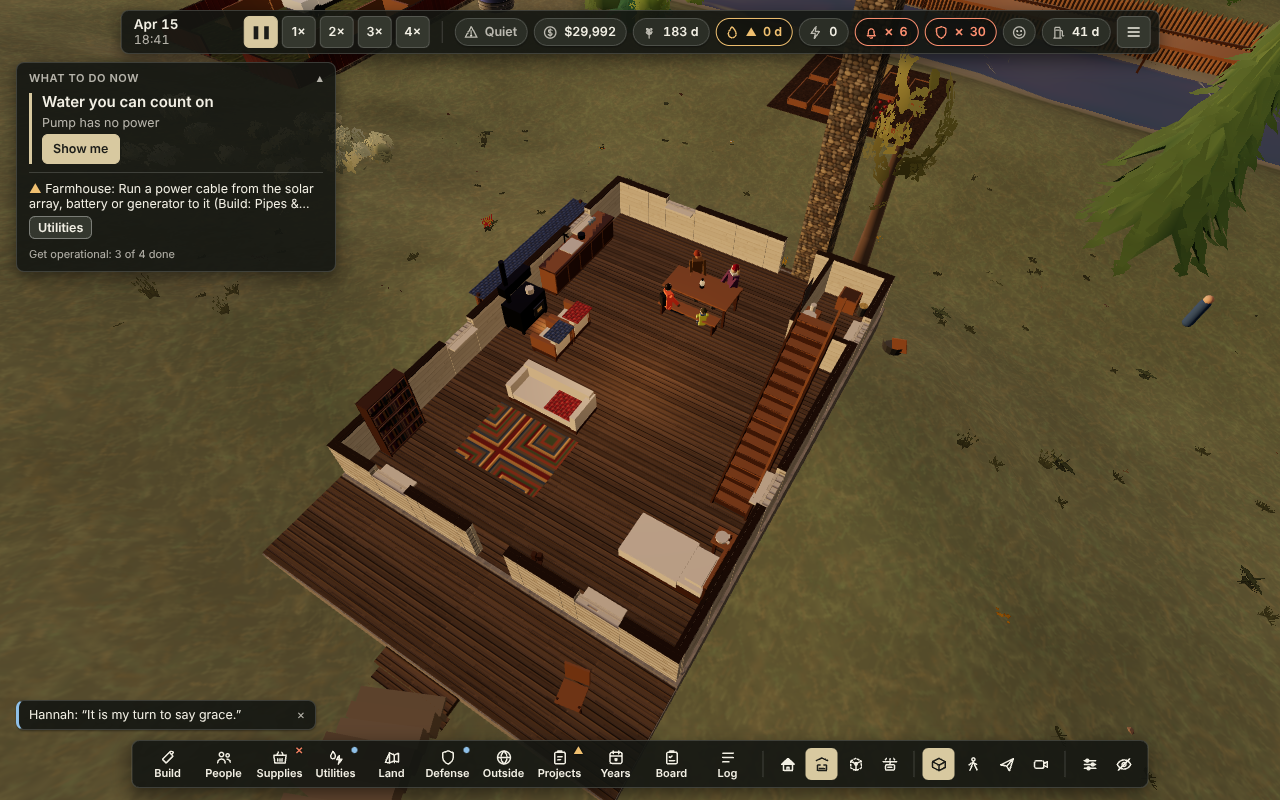 Apr 15
18:41
1×
2×
3×
4×
Quiet
$29,992
183 d
0 d
0
× 6
× 30
41 d
WHAT TO DO NOW
Water you can count on
Pump has no power
Show me
Farmhouse: Run a power cable from the solar
array, battery or generator to it (Build: Pipes &...
Utilities
Get operational: 3 of 4 done
Hannah: “It is my turn to say grace.”
×
Build
People
Supplies
Utilities
Land
Defense
Outside
Projects
Years
Board
Log